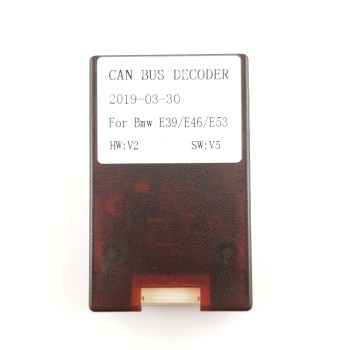 CAN BUS DECODER
2019-03-30
For Bmw E39/E46/E53
HW:V2 SW:V5